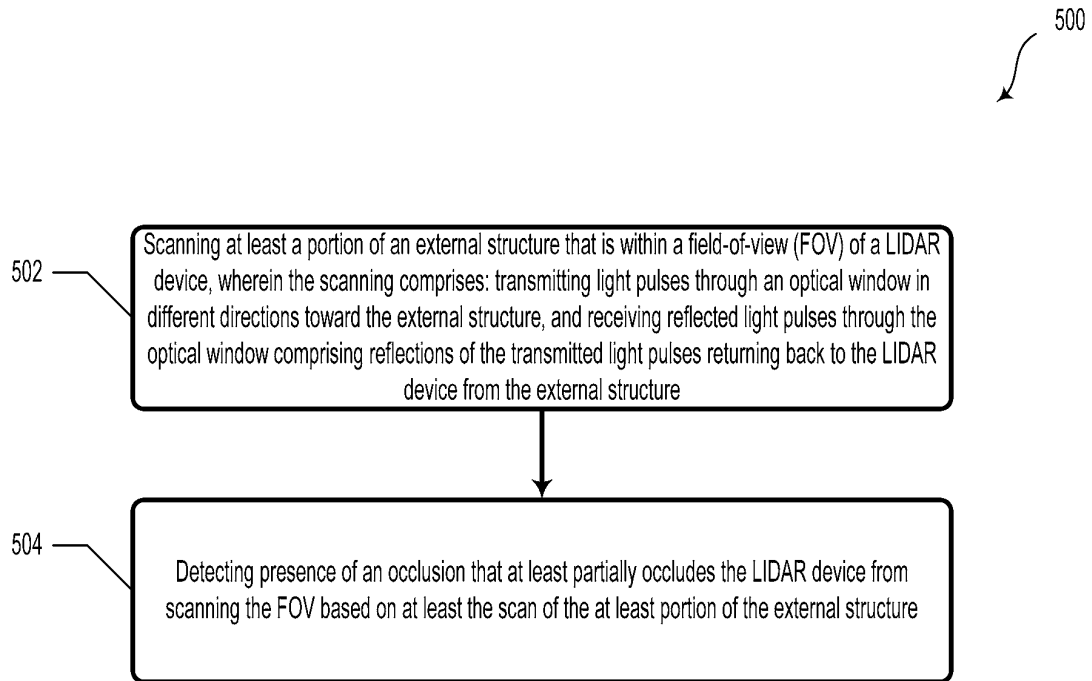 500
502
Scanning at least a portion of an external structure that is within a field-of-view (FOV) of a LIDAR
device, wherein the scanning comprises: transmitting light pulses through an optical window in
different directions toward the external structure, and receiving reflected light pulses through the
optical window comprising reflections of the transmitted light pulses returning back to the LIDAR
device from the external structure
504
Detecting presence of an occlusion that at least partially occludes the LIDAR device from
scanning the FOV based on at least the scan of the at least portion of the external structure